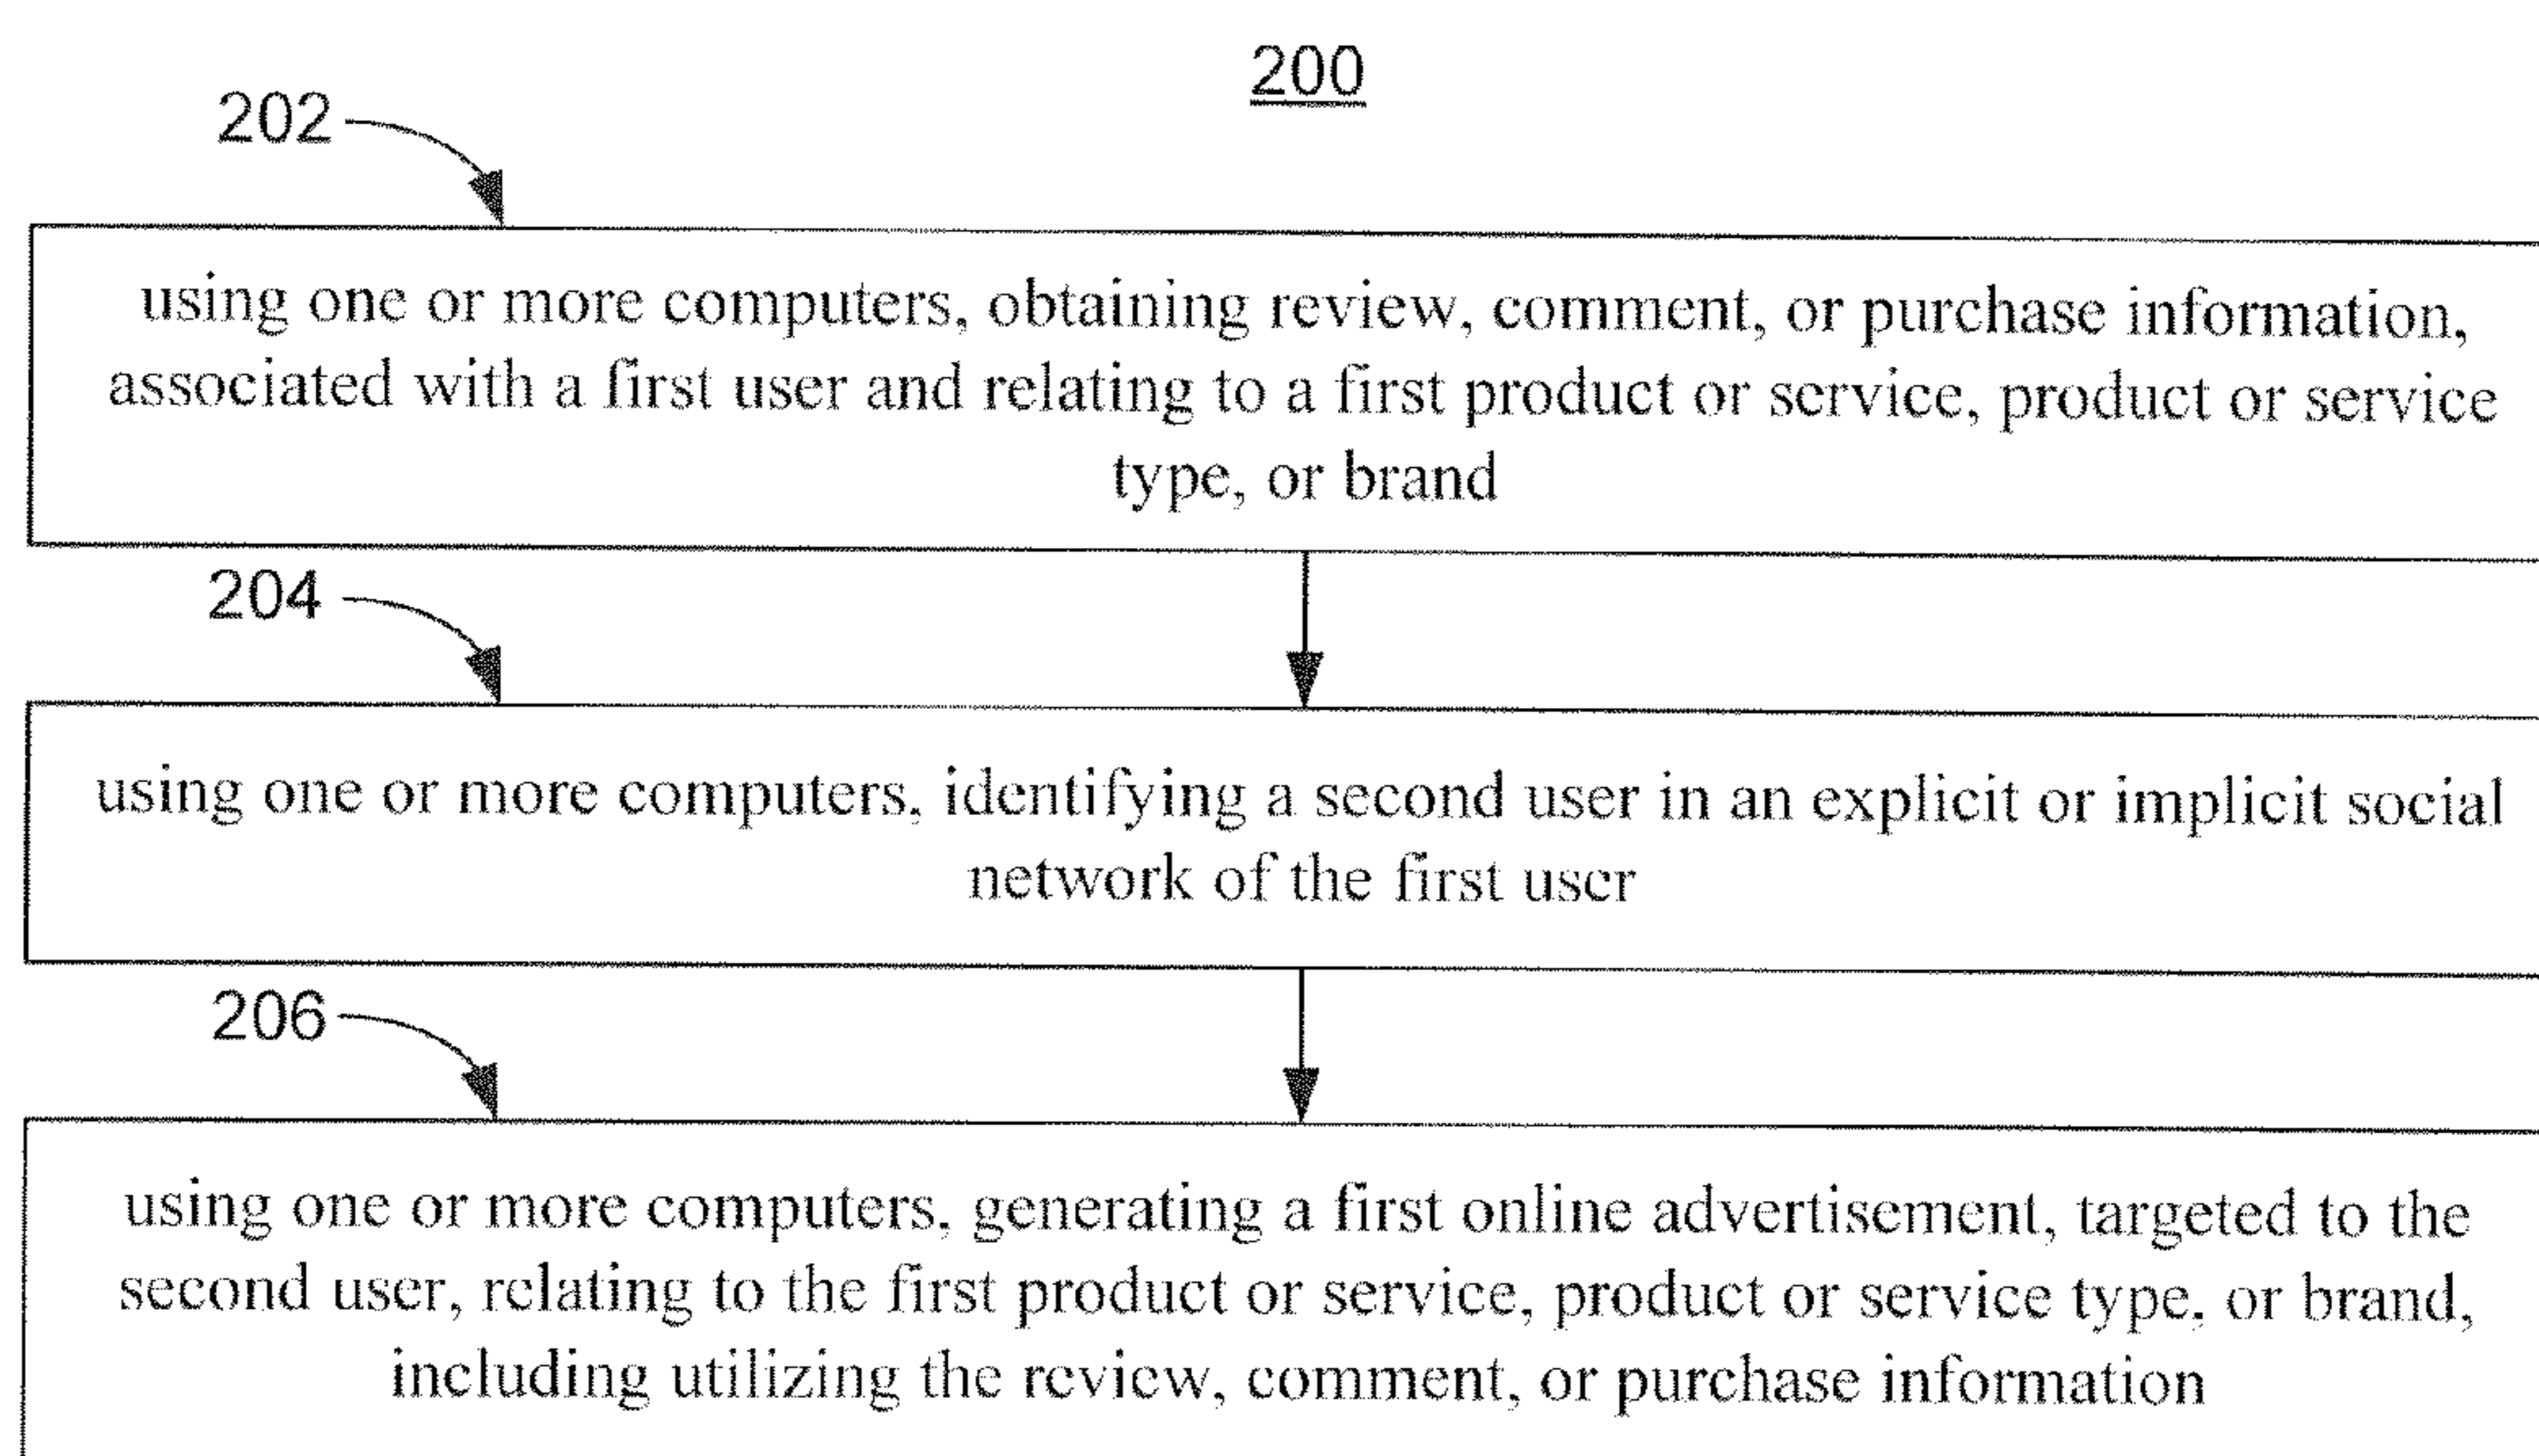 200
202
using one or more computers, obtaining review, comment, or purchase information,
associated with a first user and relating to a first product or service, product or service
type, or brand
204
using one or more computers, identifying a second user in an explicit or implicit social
network of the first user
206
using one or more computers, generating a first online advertisement, targeted to the
second user, relating to the first product or service, product or service type, or brand,
including utilizing the review, comment, or purchase information